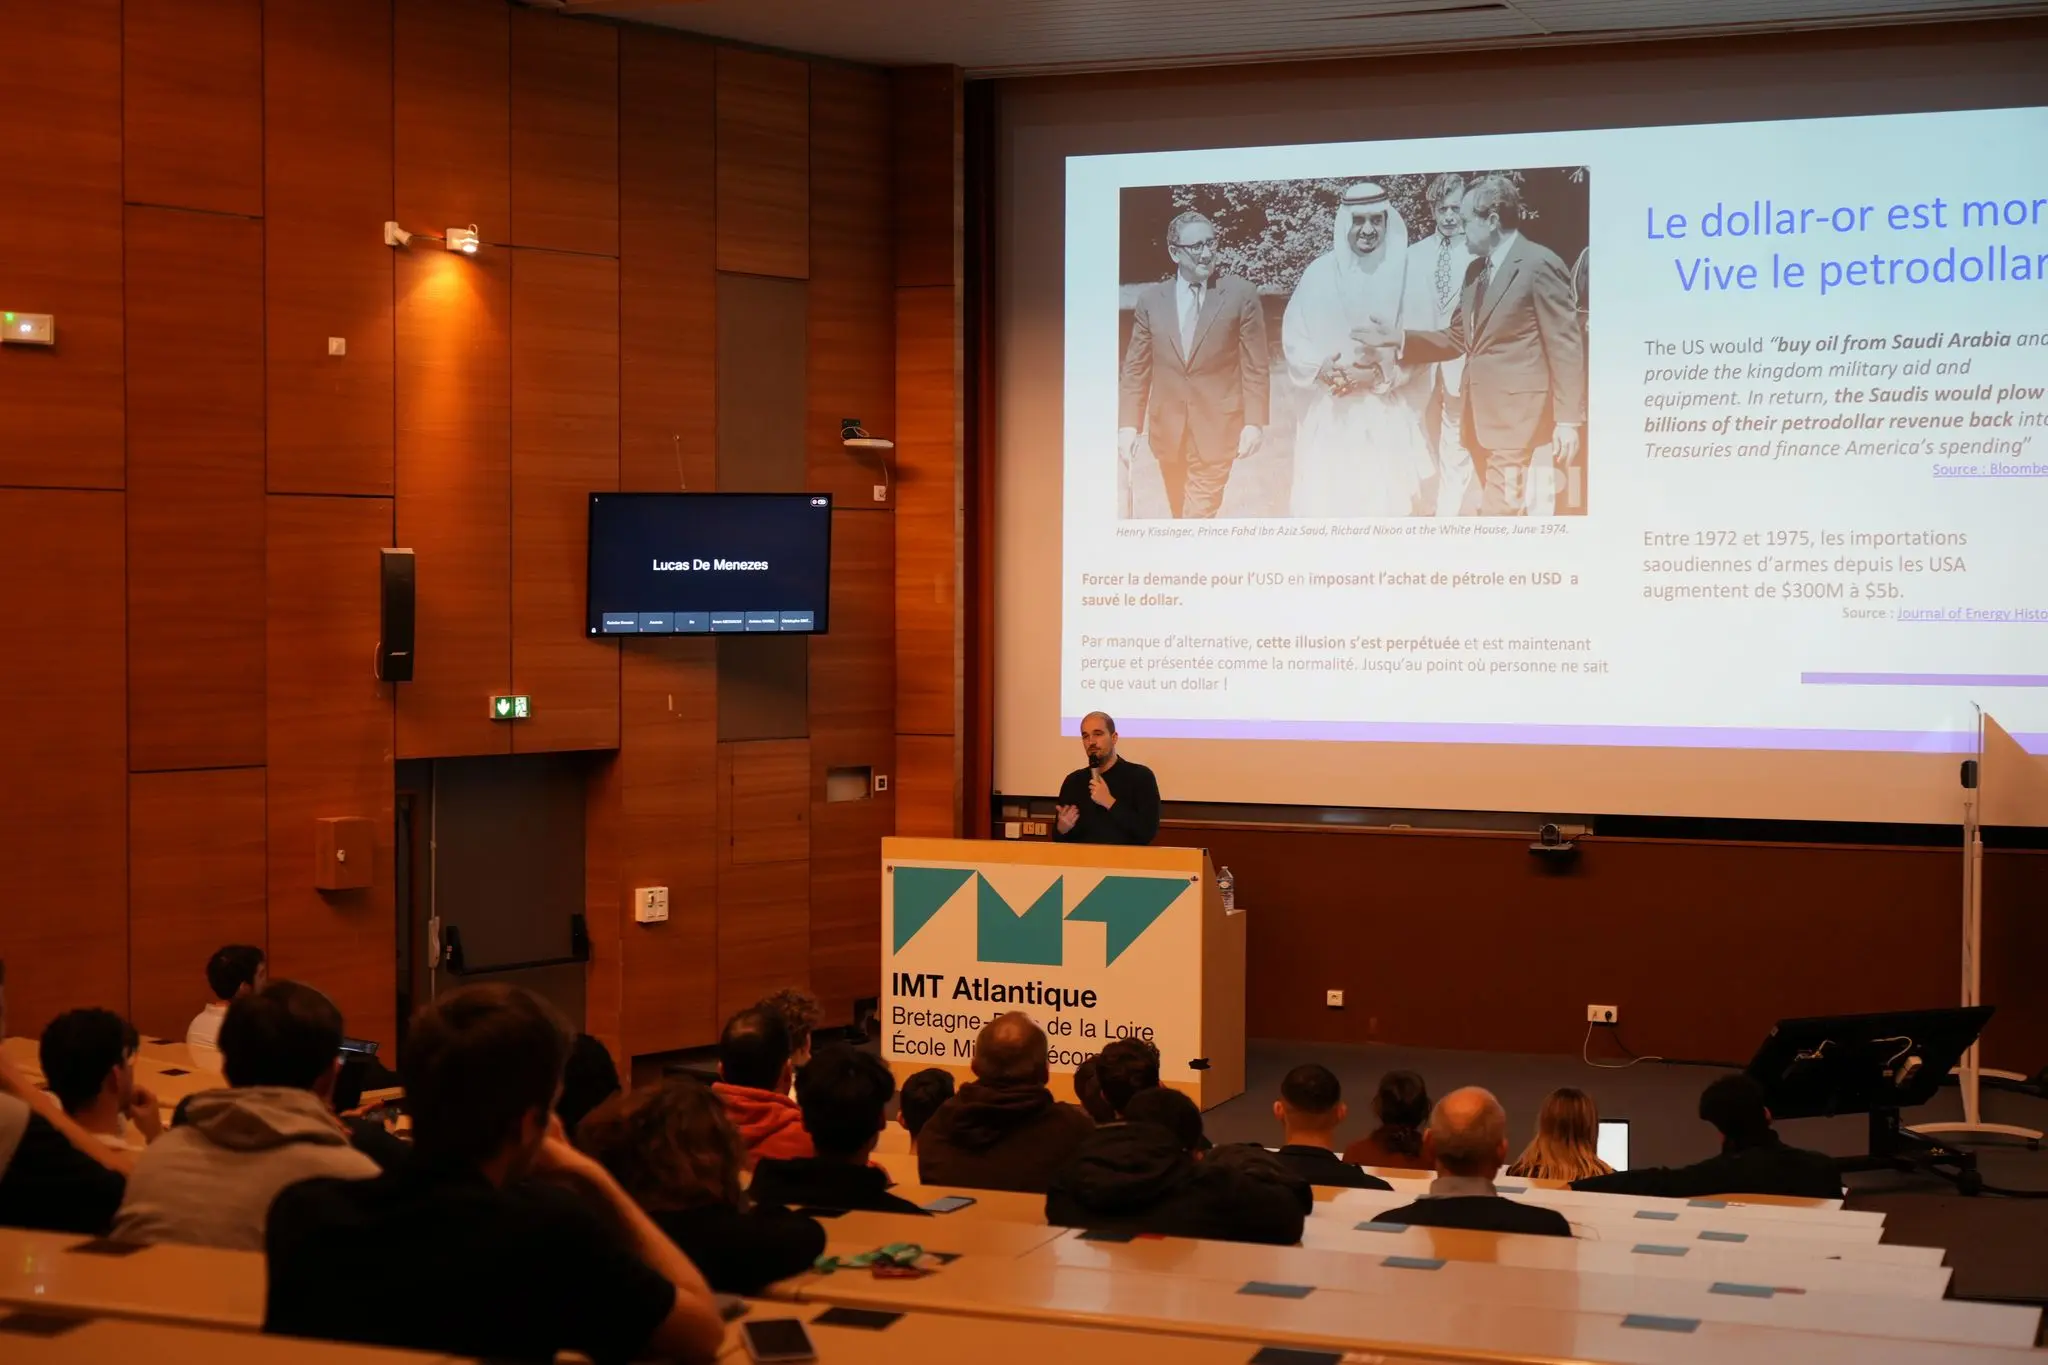 Le dollar-or est mor
Vive le petrodollar
The US would “buy oil from Saudi Arabia and
provide the kingdom military aid and
equipment. In return, the Saudis would plow
billions of their petrodollar revenue back into
Treasuries and finance America’s spending”
Source : Bloombe
UPI
Henry Kissinger, Prince Fahd Ibn Aziz Saud, Richard Nixon at the White House, June 1974.
Entre 1972 et 1975, les importations
saoudiennes d’armes depuis les USA
augmentent de $300M à $5b.
Source : Journal of Energy Histo
Forcer la demande pour l’USD en imposant l’achat de pétrole en USD a
sauvé le dollar.
Par manque d’alternative, cette illusion s’est perpétuée et est maintenant
perçue et présentée comme la normalité. Jusqu’au point où personne ne sait
ce que vaut un dollar !
Lucas De Menezes
BOSE
IMT Atlantique
Bretagne-P de la Loire
École Mi écom